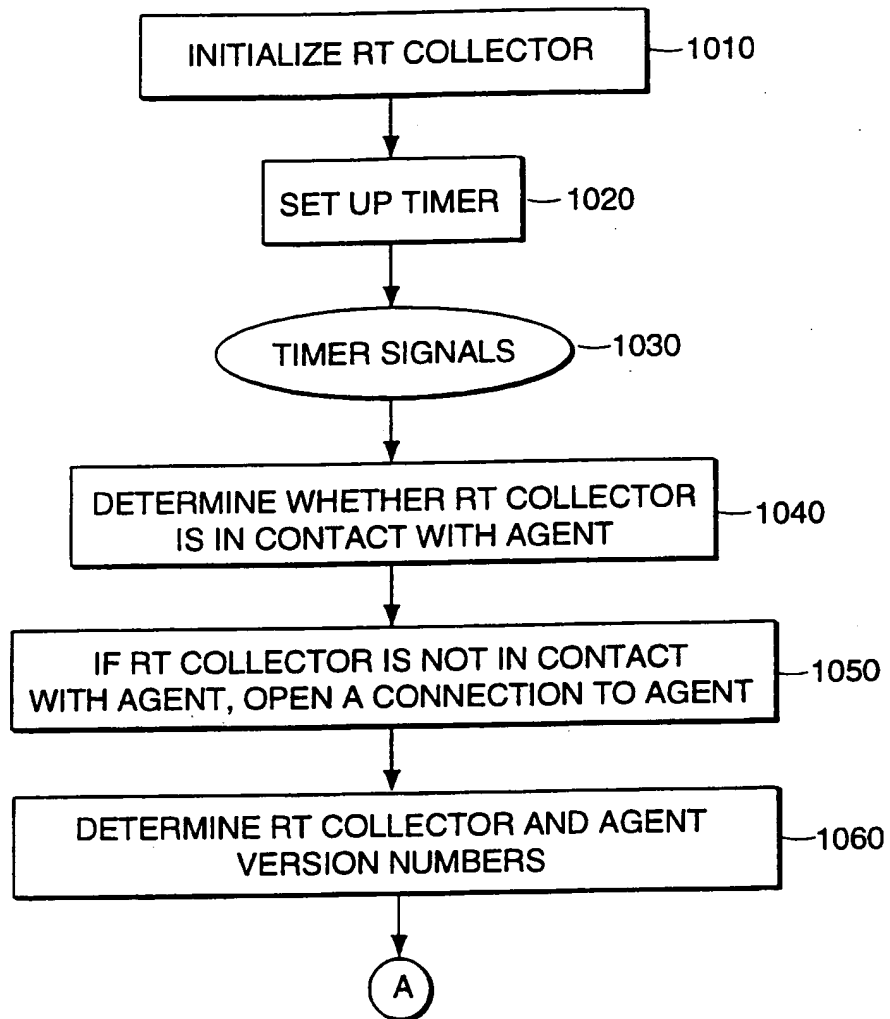 INITIALIZE RT COLLECTOR
1010
SET UP TIMER
1020
TIMER SIGNALS
1030
DETERMINE WHETHER RT COLLECTOR
IS IN CONTACT WITH AGENT
1040
IF RT COLLECTOR IS NOT IN CONTACT
WITH AGENT, OPEN A CONNECTION TO AGENT
1050
DETERMINE RT COLLECTOR AND AGENT
VERSION NUMBERS
1060
A